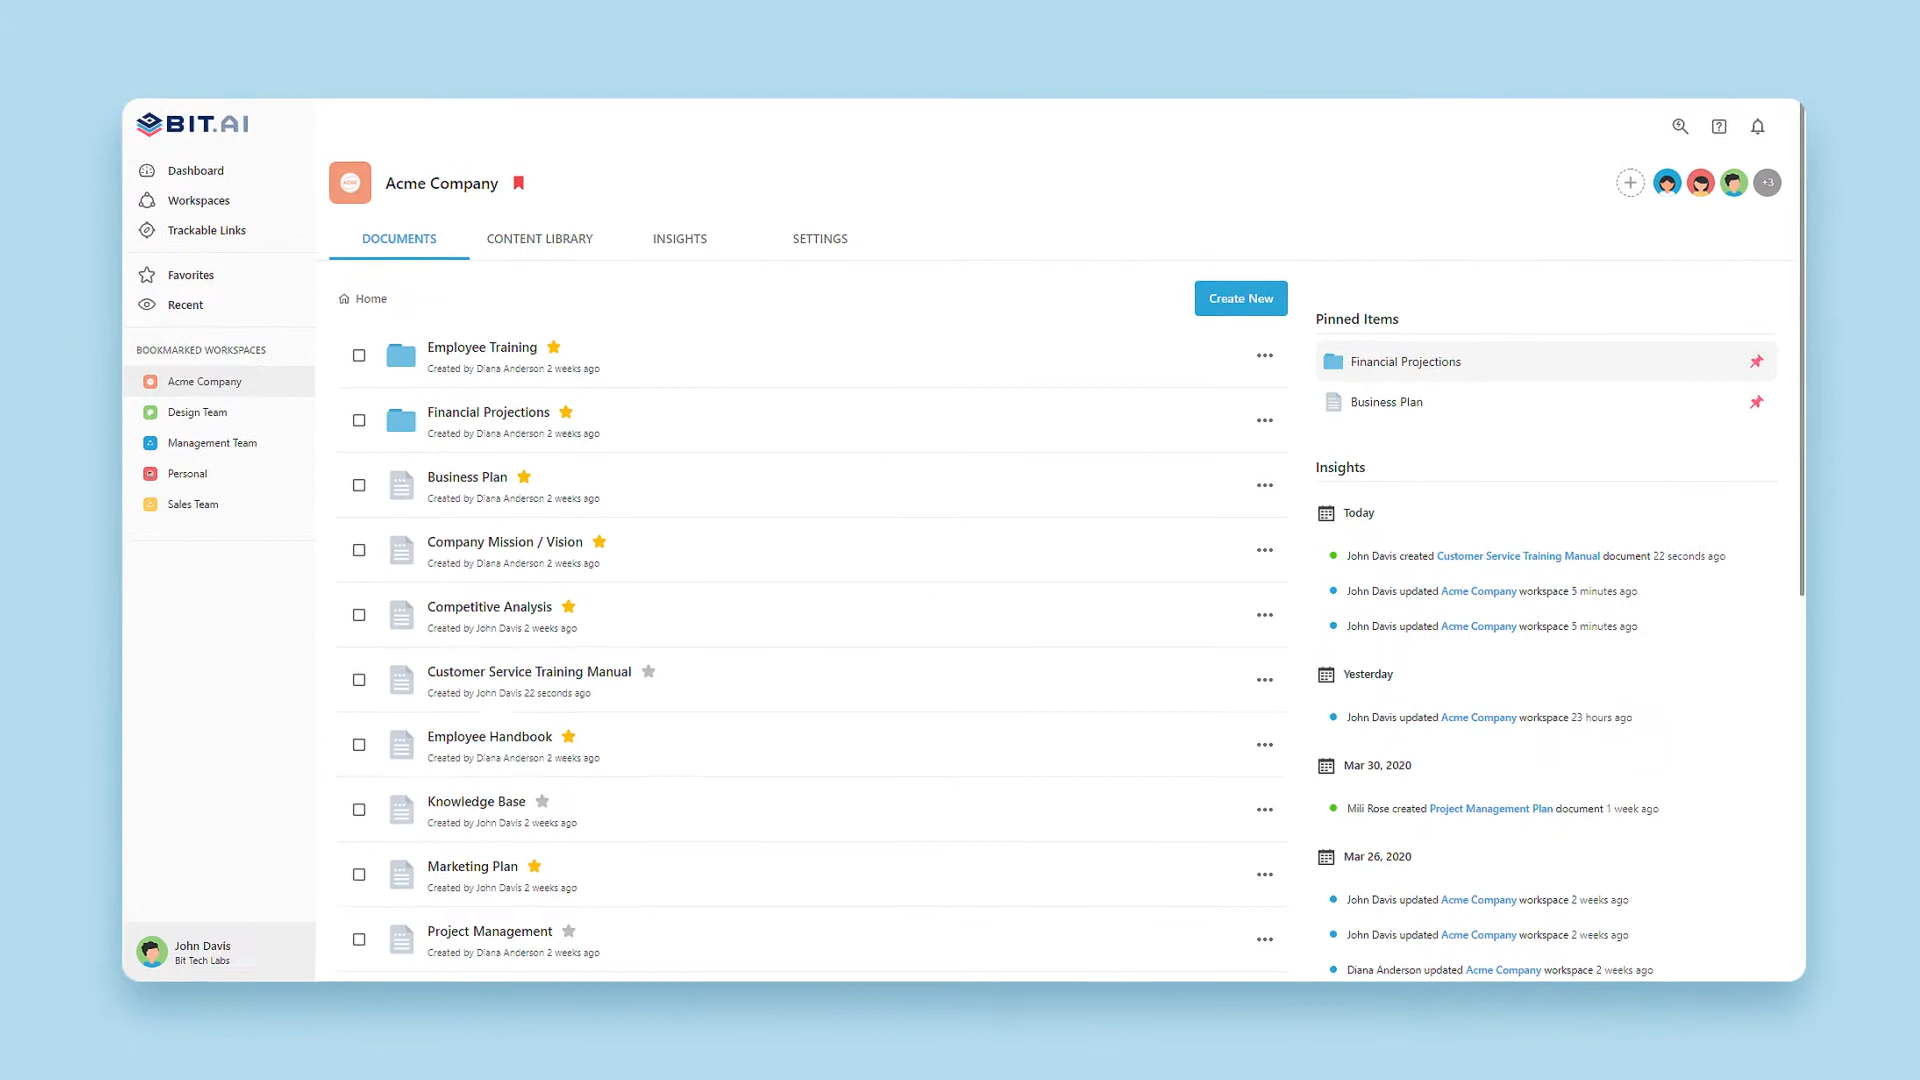 BIT.AI
Dashboard
Workspaces
Trackable Links
Favorites
Recent
BOOKMARKED WORKSPACES
Acme Company
Design Team
Management Team
Personal
Sales Team
John Davis
Bit Tech Labs
ACME
Acme Company
+3
DOCUMENTS
CONTENT LIBRARY
INSIGHTS
SETTINGS
Home
Create New
Employee Training
Created by Diana Anderson 2 weeks ago
Financial Projections
Created by Diana Anderson 2 weeks ago
Business Plan
Created by Diana Anderson 2 weeks ago
Company Mission / Vision
Created by Diana Anderson 2 weeks ago
Competitive Analysis
Created by John Davis 2 weeks ago
Customer Service Training Manual
Created by John Davis 22 seconds ago
Employee Handbook
Created by Diana Anderson 2 weeks ago
Knowledge Base
Created by John Davis 2 weeks ago
Marketing Plan
Created by John Davis 2 weeks ago
Project Management
Created by Diana Anderson 2 weeks ago
Pinned Items
Financial Projections
Business Plan
Insights
Today
John Davis created Customer Service Training Manual document 22 seconds ago
John Davis updated Acme Company workspace 5 minutes ago
John Davis updated Acme Company workspace 5 minutes ago
Yesterday
John Davis updated Acme Company workspace 23 hours ago
Mar 30, 2020
Mili Rose created Project Management Plan document 1 week ago
Mar 26, 2020
John Davis updated Acme Company workspace 2 weeks ago
John Davis updated Acme Company workspace 2 weeks ago
Diana Anderson updated Acme Company workspace 2 weeks ago